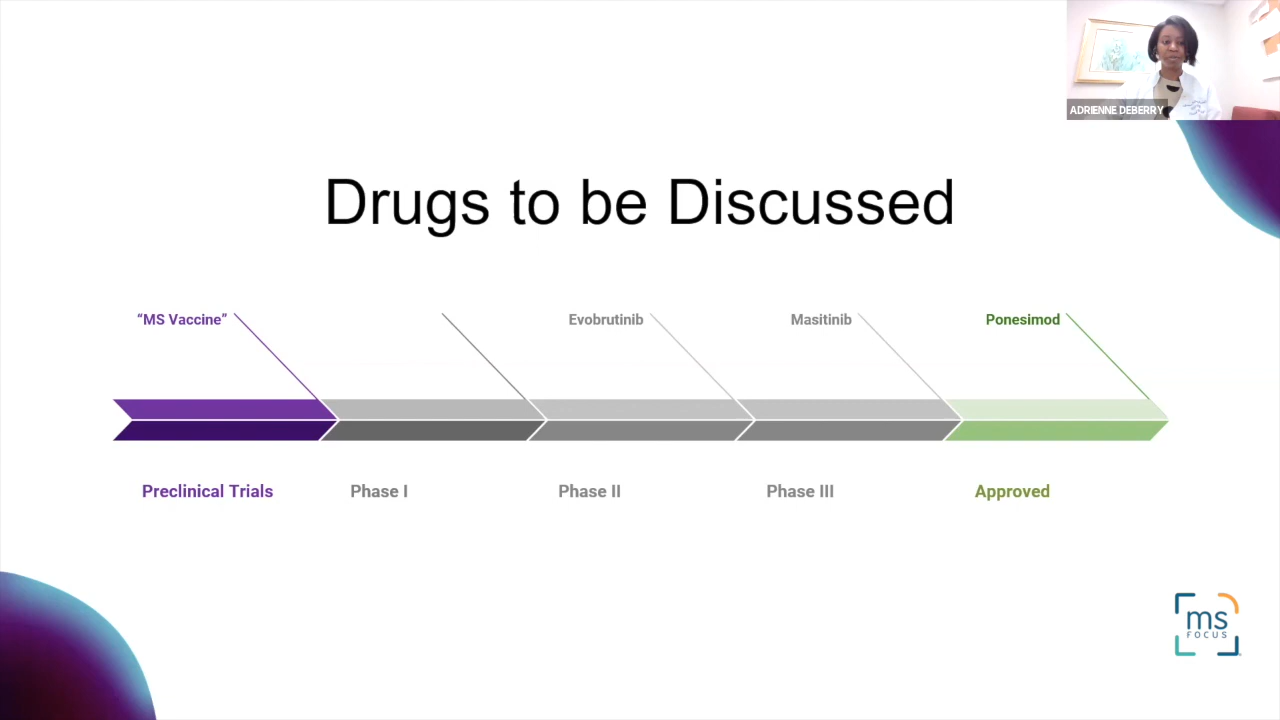 ADRIENNE DEBERRY
Drugs to be Discussed
“MS Vaccine”
Evobrutinib
Masitinib
Ponesimod
Preclinical Trials
Phase I
Phase II
Phase III
Approved
ms
FOCUS